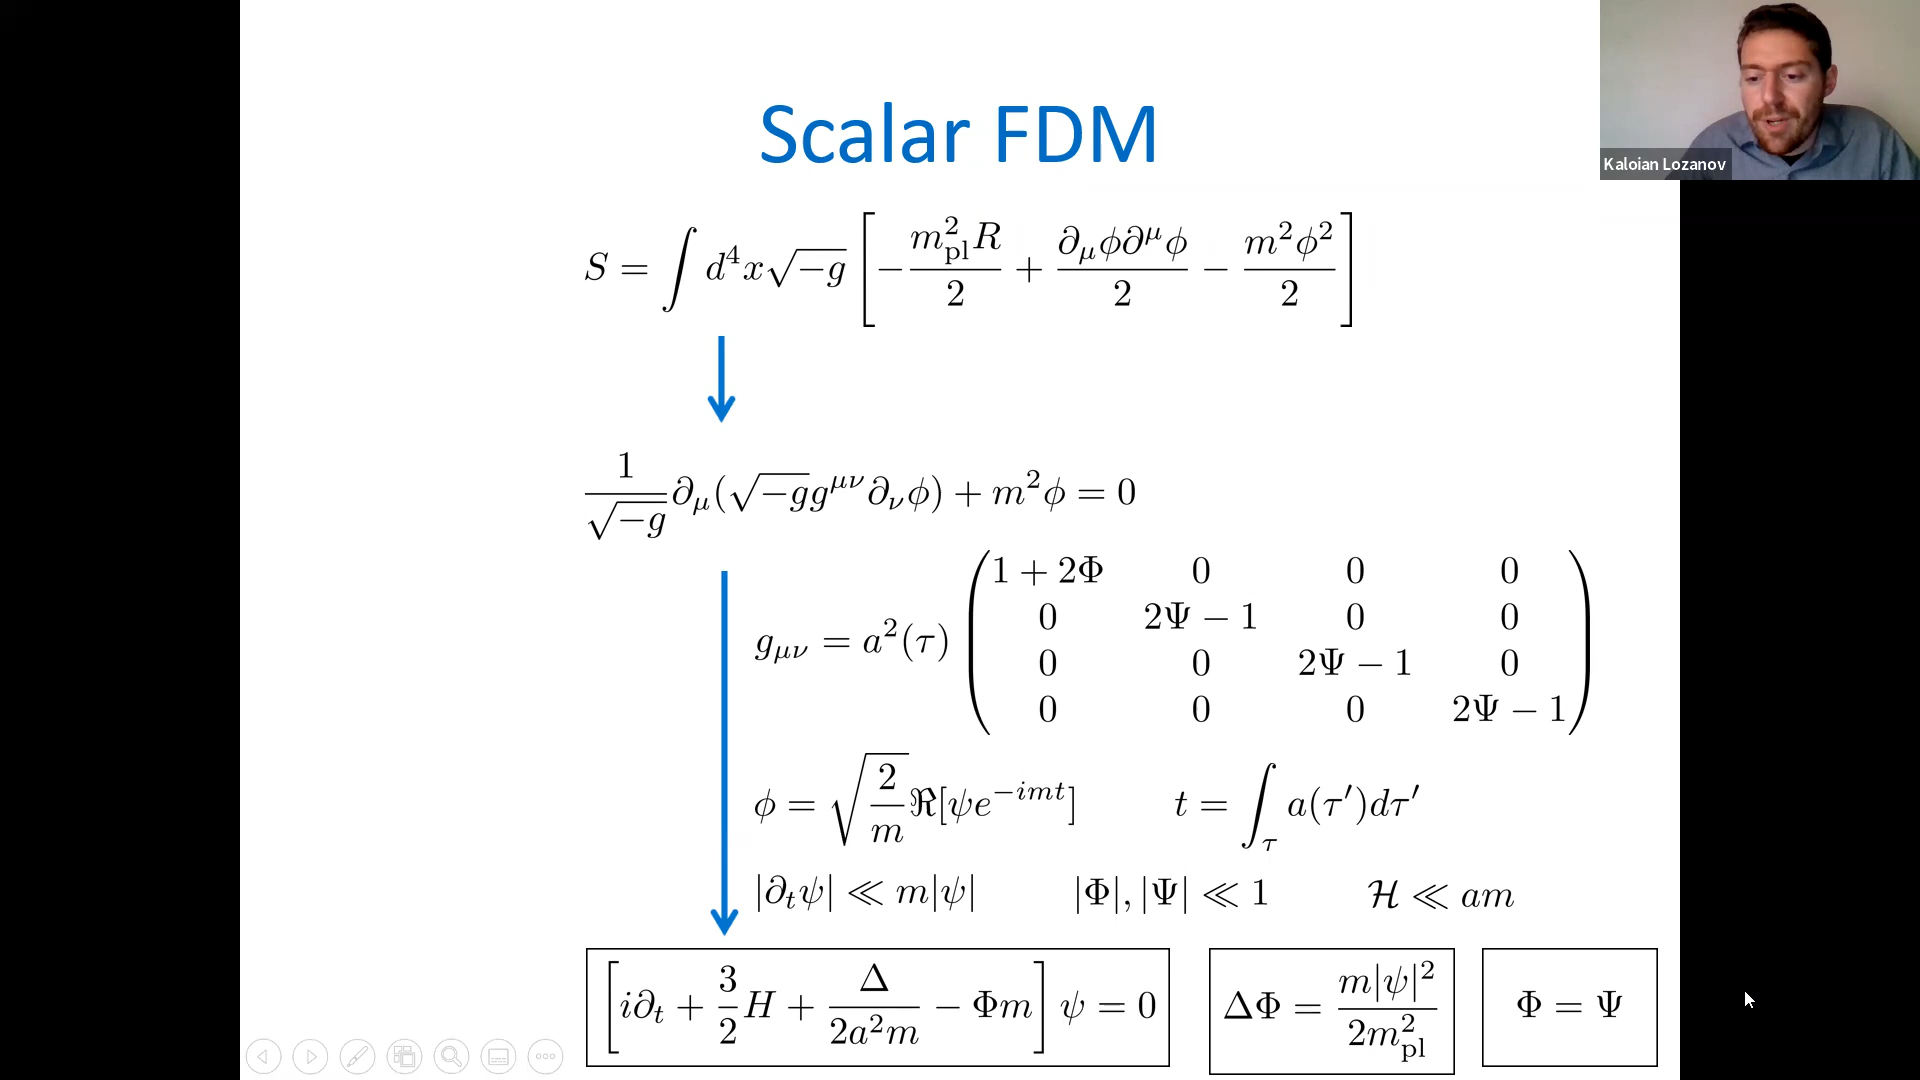 Scalar FDM
Kaloian Lozanov
S = ∫ d⁴x√−g [ −m²_pl R / 2 + ∂_μϕ∂^μϕ / 2 − m²ϕ² / 2 ]
1/√−g ∂_μ(√−g g^{μν}∂_νϕ) + m²ϕ = 0
g_{μν} = a²(τ) ( 1 + 2Φ 0 0 0
0 2Ψ − 1 0 0
0 0 2Ψ − 1 0
0 0 0 2Ψ − 1 )
ϕ = √(2/m) ℜ[ψe^{−imt}] t = ∫_τ a(τ′)dτ′
|∂_tψ| ≪ m|ψ| |Φ|, |Ψ| ≪ 1 ℋ ≪ am
[ i∂_t + 3/2 H + Δ/2a²m − Φm ] ψ = 0 ΔΦ = m|ψ|² / 2m²_pl Φ = Ψ